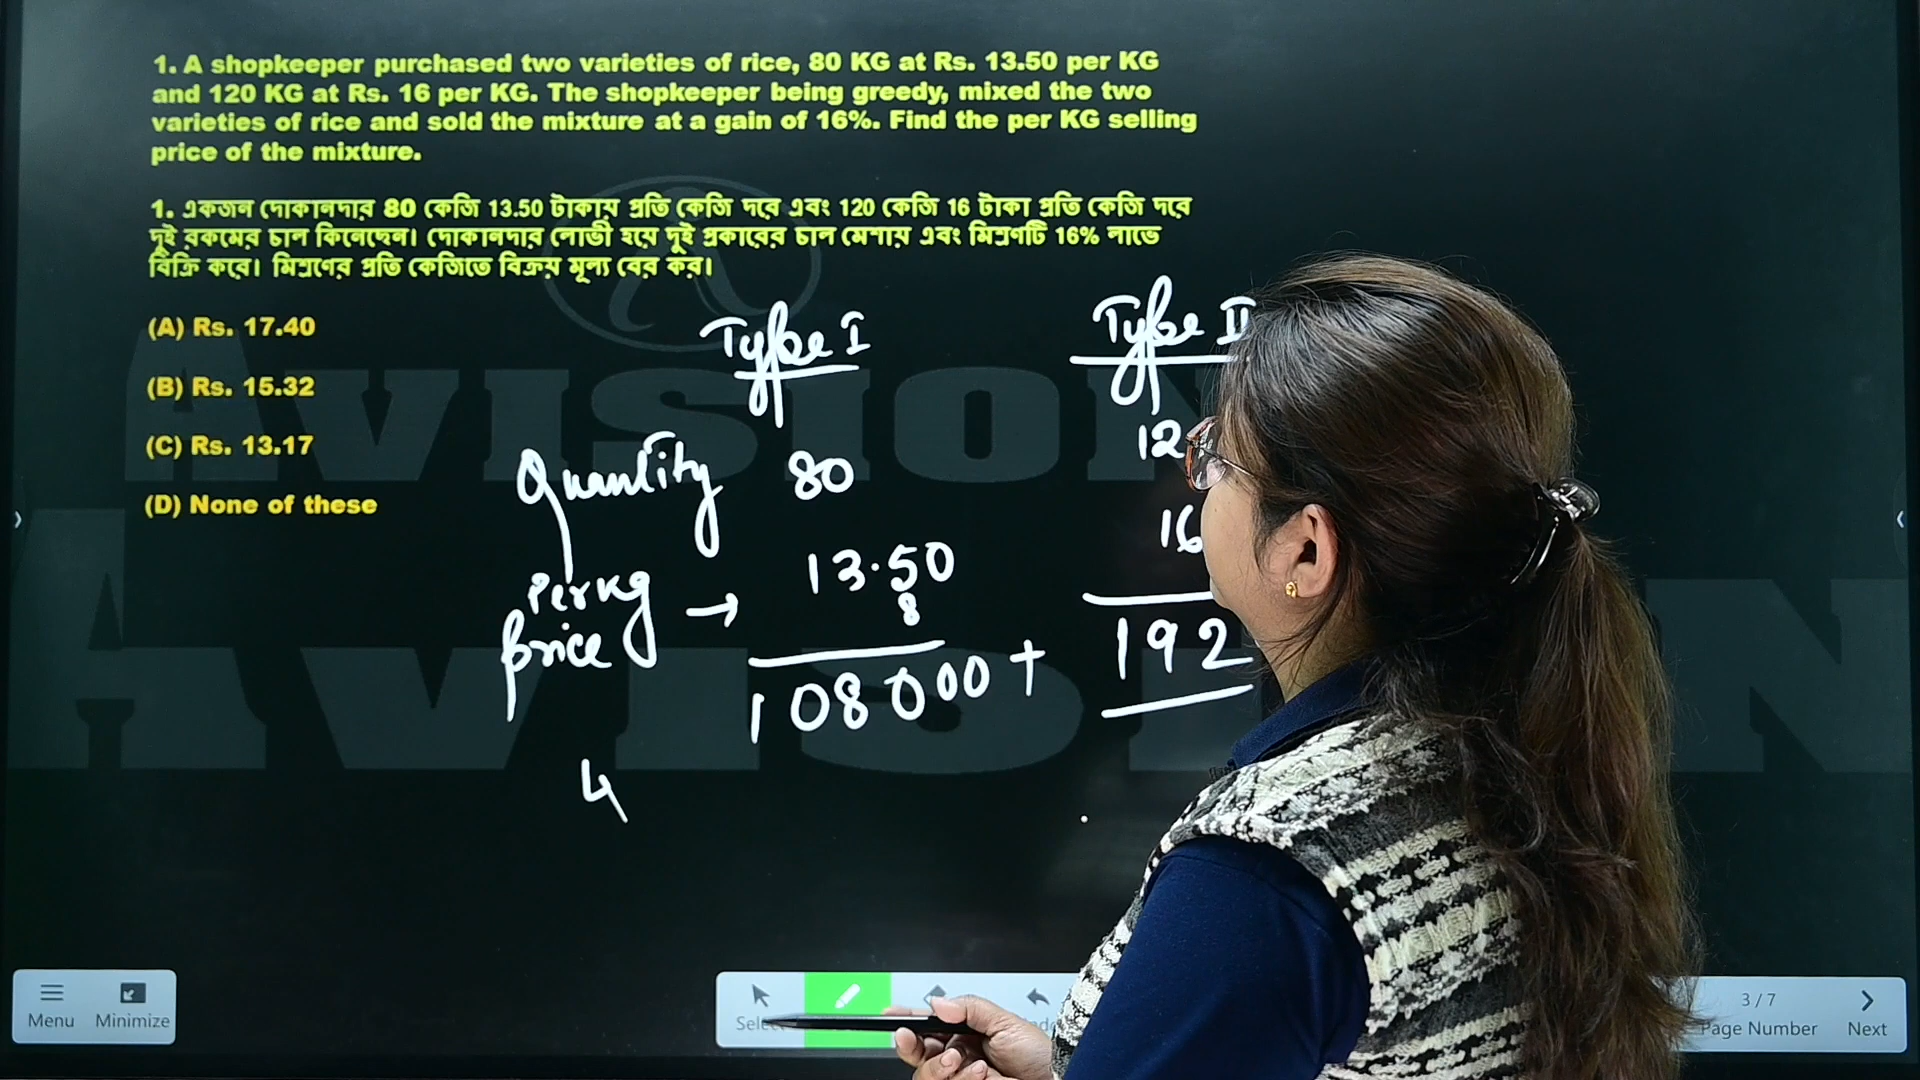 1. A shopkeeper purchased two varieties of rice, 80 KG at Rs. 13.50 per KG
and 120 KG at Rs. 16 per KG. The shopkeeper being greedy, mixed the two
varieties of rice and sold the mixture at a gain of 16%. Find the per KG selling
price of the mixture.
1. একজন দোকানদার 80 কেজি 13.50 টাকায় প্রতি কেজি দরে এবং 120 কেজি 16 টাকা প্রতি কেজি দরে
দুই রকমের চাল কিনেছেন। দোকানদার লোভী হয়ে দুই প্রকারের চাল মেশায় এবং মিশ্রণটি 16% লাভে
বিক্রি করে। মিশ্রণের প্রতি কেজিতে বিক্রয় মূল্য বের কর।
(A) Rs. 17.40
(B) Rs. 15.32
(C) Rs. 13.17
(D) None of these
Type I Type II
Quantity 80 12
Per kg
price → 13.50 16
8
108000 + 192
4
AVISION
AVISION
Menu Minimize
3 / 7
Page Number Next